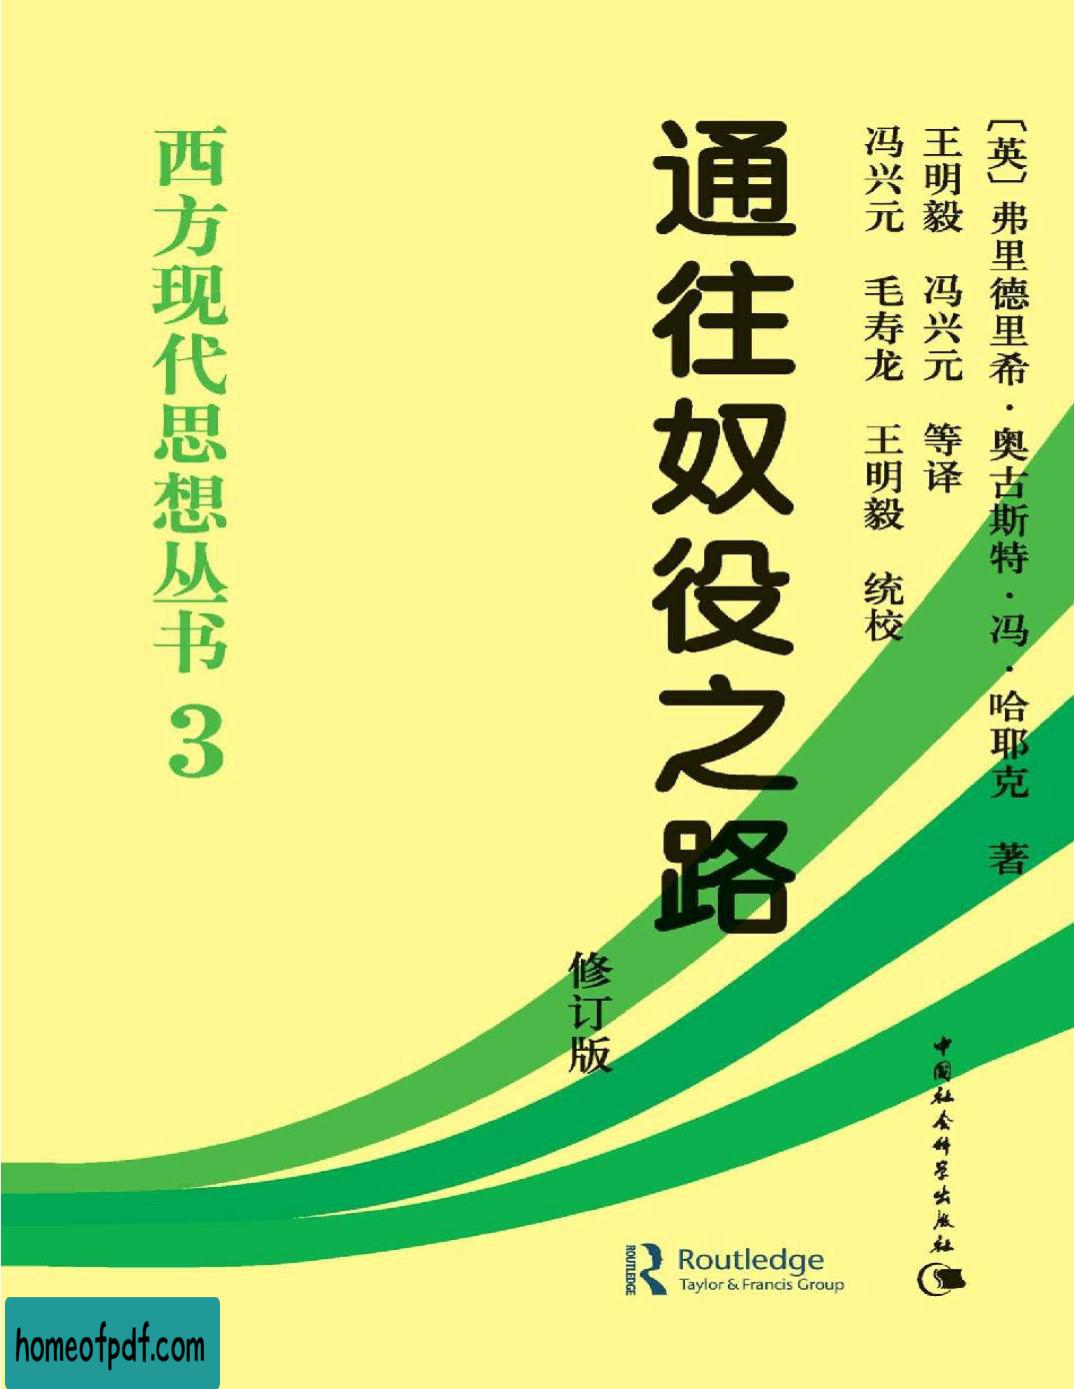 〔英〕弗里德里希·奥古斯特·冯·哈耶克 著
王明毅 冯兴元 等译
冯兴元 毛寿龙 王明毅 统校
通往奴役之路
修订版
西方现代思想丛书 3
中国社会科学出版社
ROUTLEDGE
Routledge
Taylor & Francis Group
homeofpdf.com